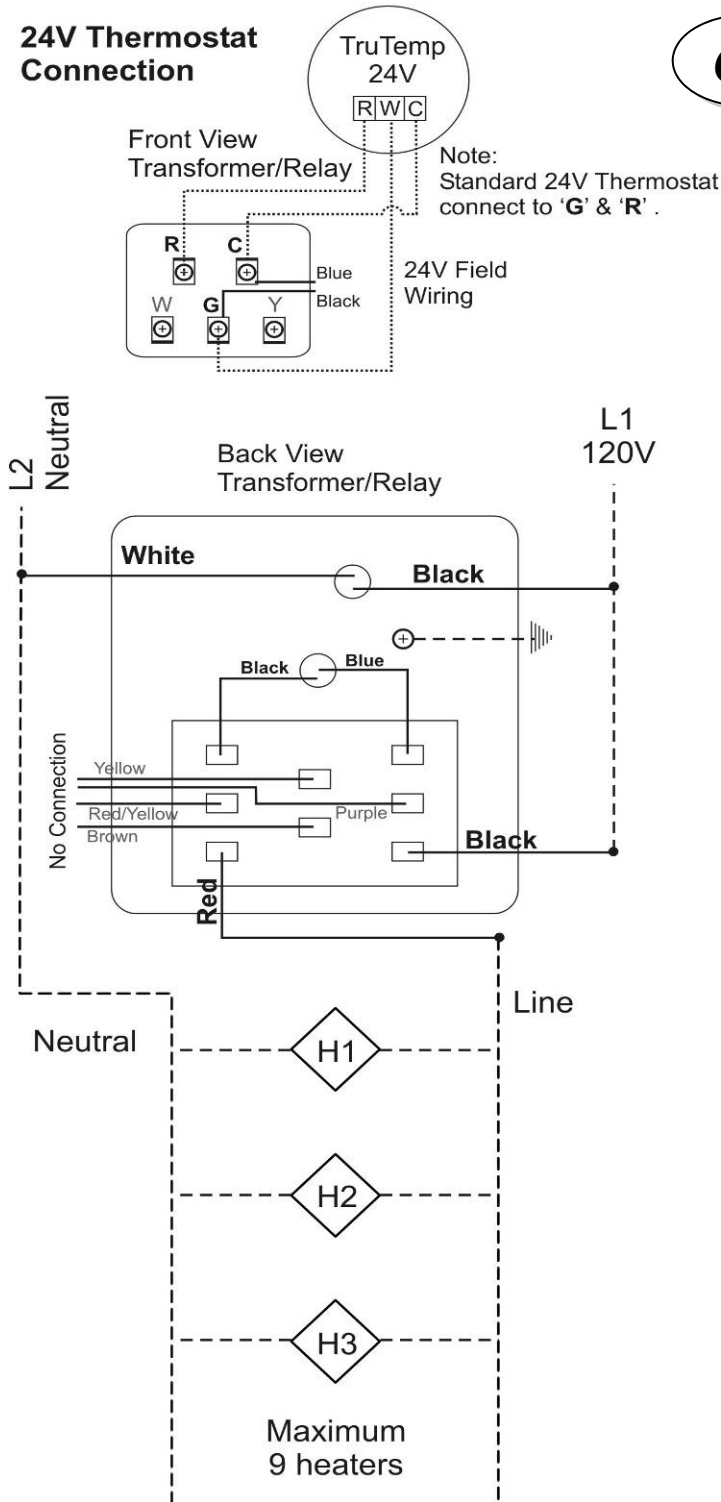 24V Thermostat
Connection
TruTemp
24V
R W C
Front View
Transformer/Relay
Note:
Standard 24V Thermostat
connect to ‘G’ & ‘R’ .
R C
Blue
Black
W G Y
24V Field
Wiring
L2
Neutral
L1
120V
Back View
Transformer/Relay
White
Black
Black Blue
No Connection
Yellow
Red/Yellow
Purple
Brown
Black
Red
Line
Neutral
H1
H2
H3
Maximum
9 heaters